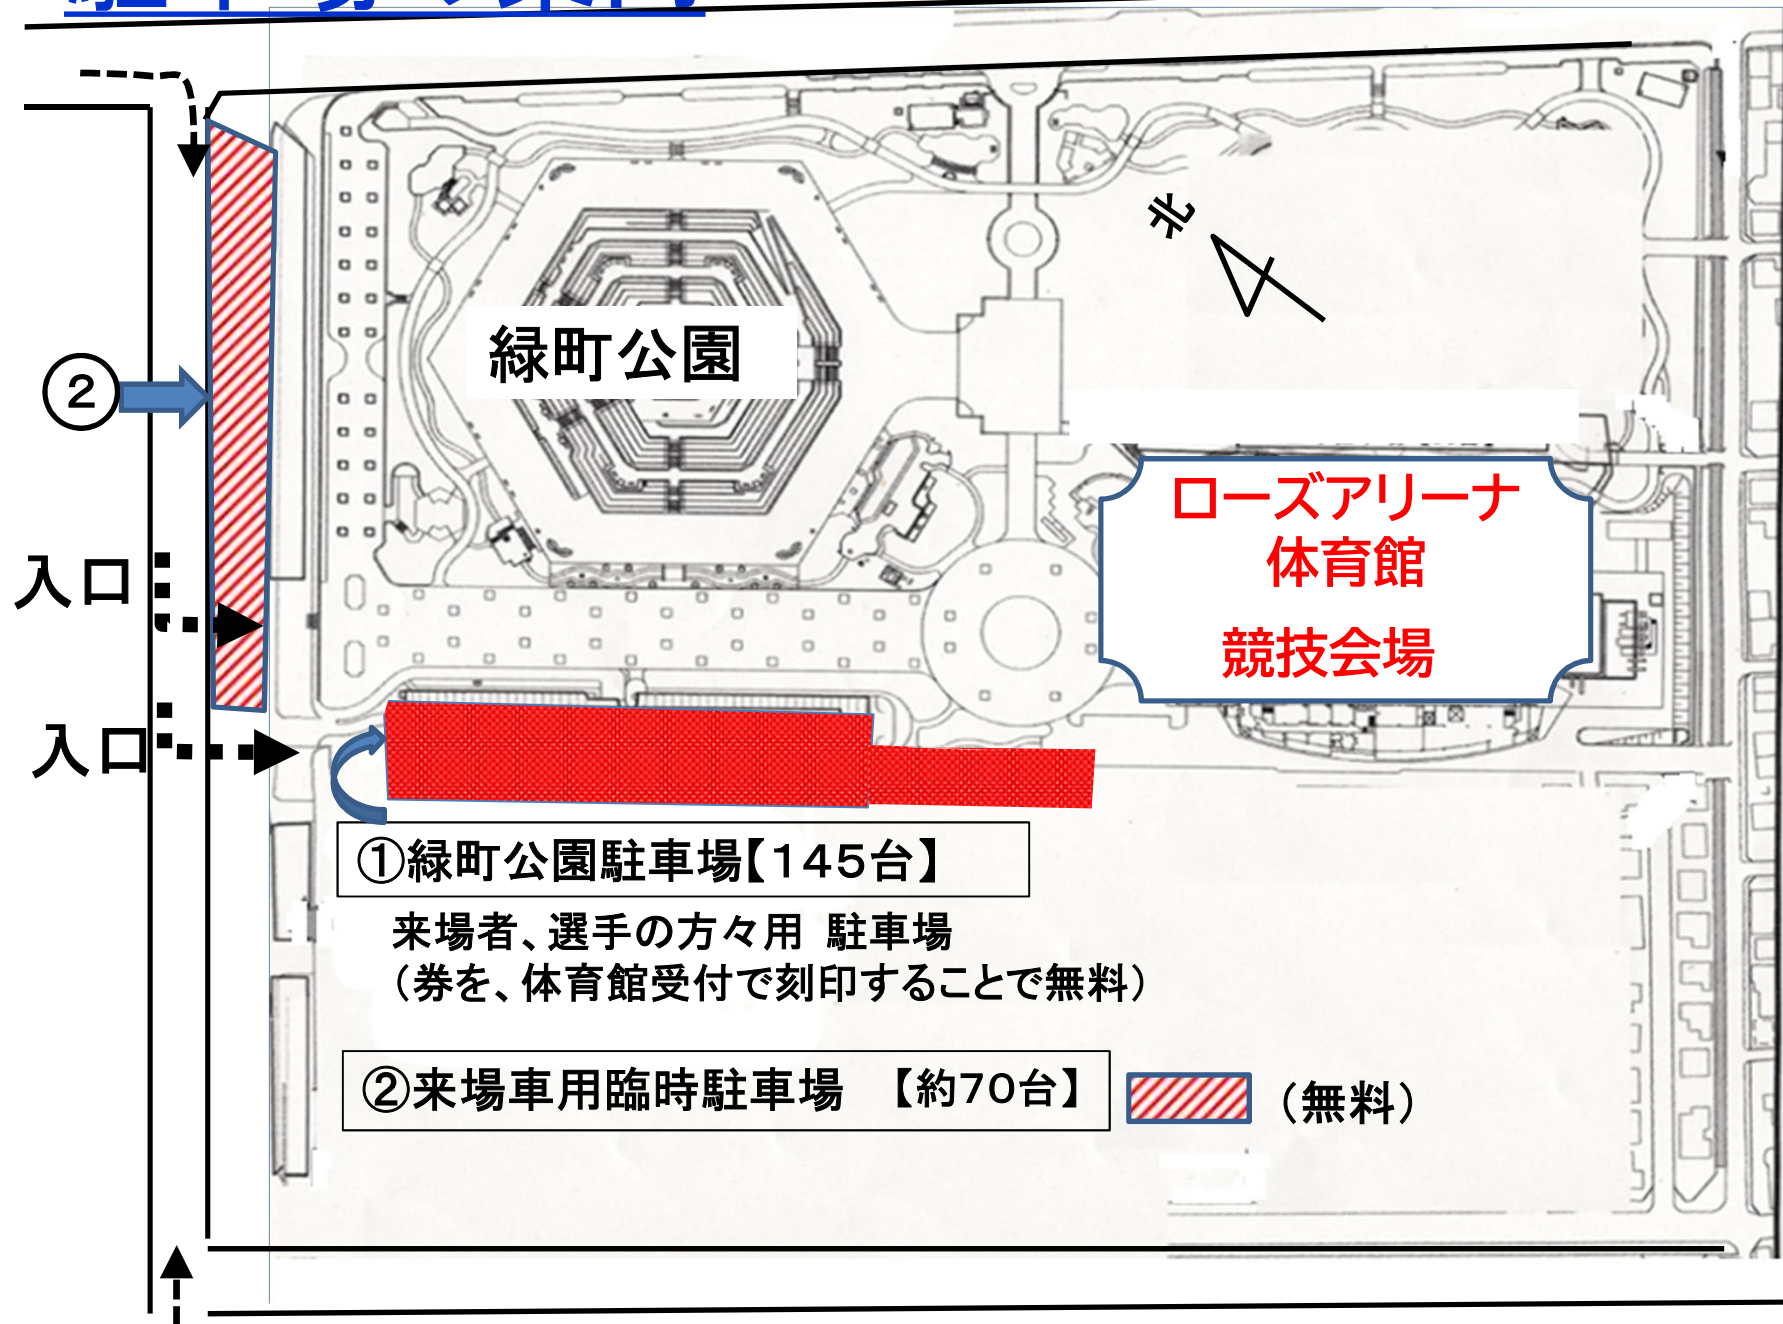 北
緑町公園
②
ローズアリーナ
体育館
競技会場
入口
入口
①緑町公園駐車場【145台】
来場者、選手の方々用 駐車場
（券を、体育館受付で刻印することで無料）
②来場車用臨時駐車場 【約70台】
（無料）